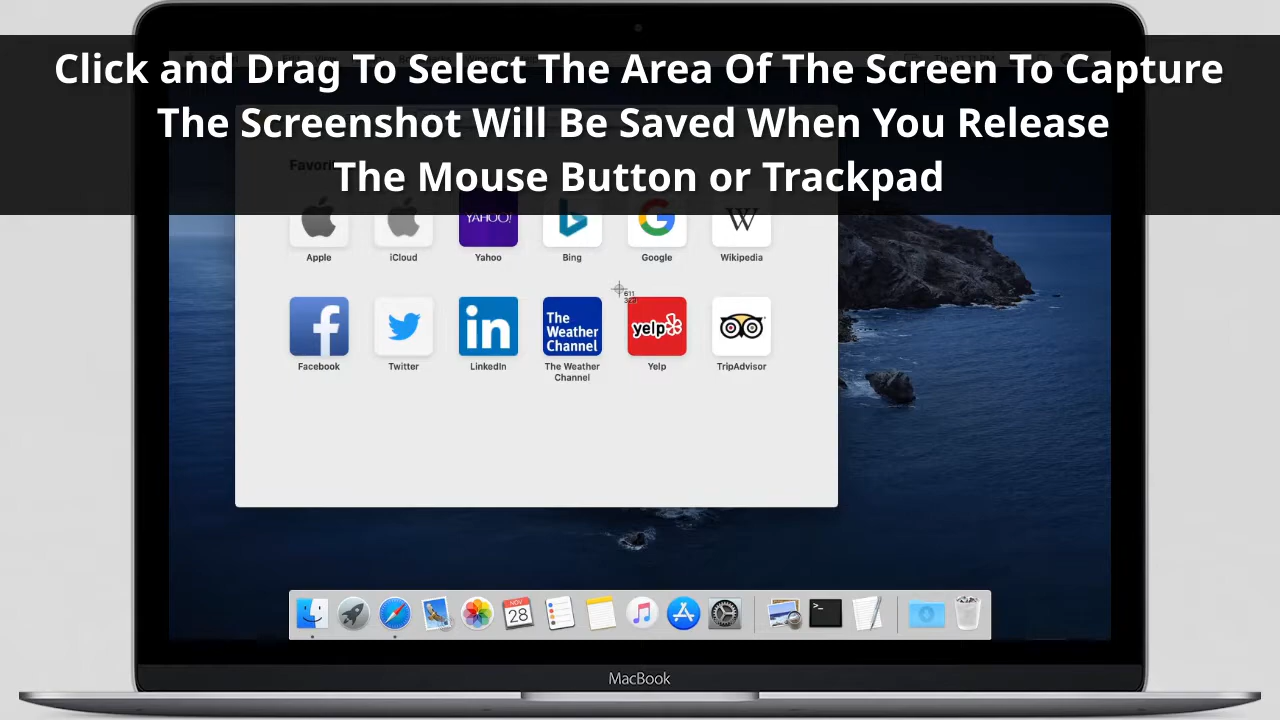 Click and Drag To Select The Area Of The Screen To Capture
The Screenshot Will Be Saved When You Release
The Mouse Button or Trackpad
YAHOO!
W
Apple iCloud Yahoo Bing Google Wikipedia
611
The Weather Channel
yelp
in
Facebook Twitter LinkedIn The Weather Channel Yelp TripAdvisor
NOV
28
MacBook